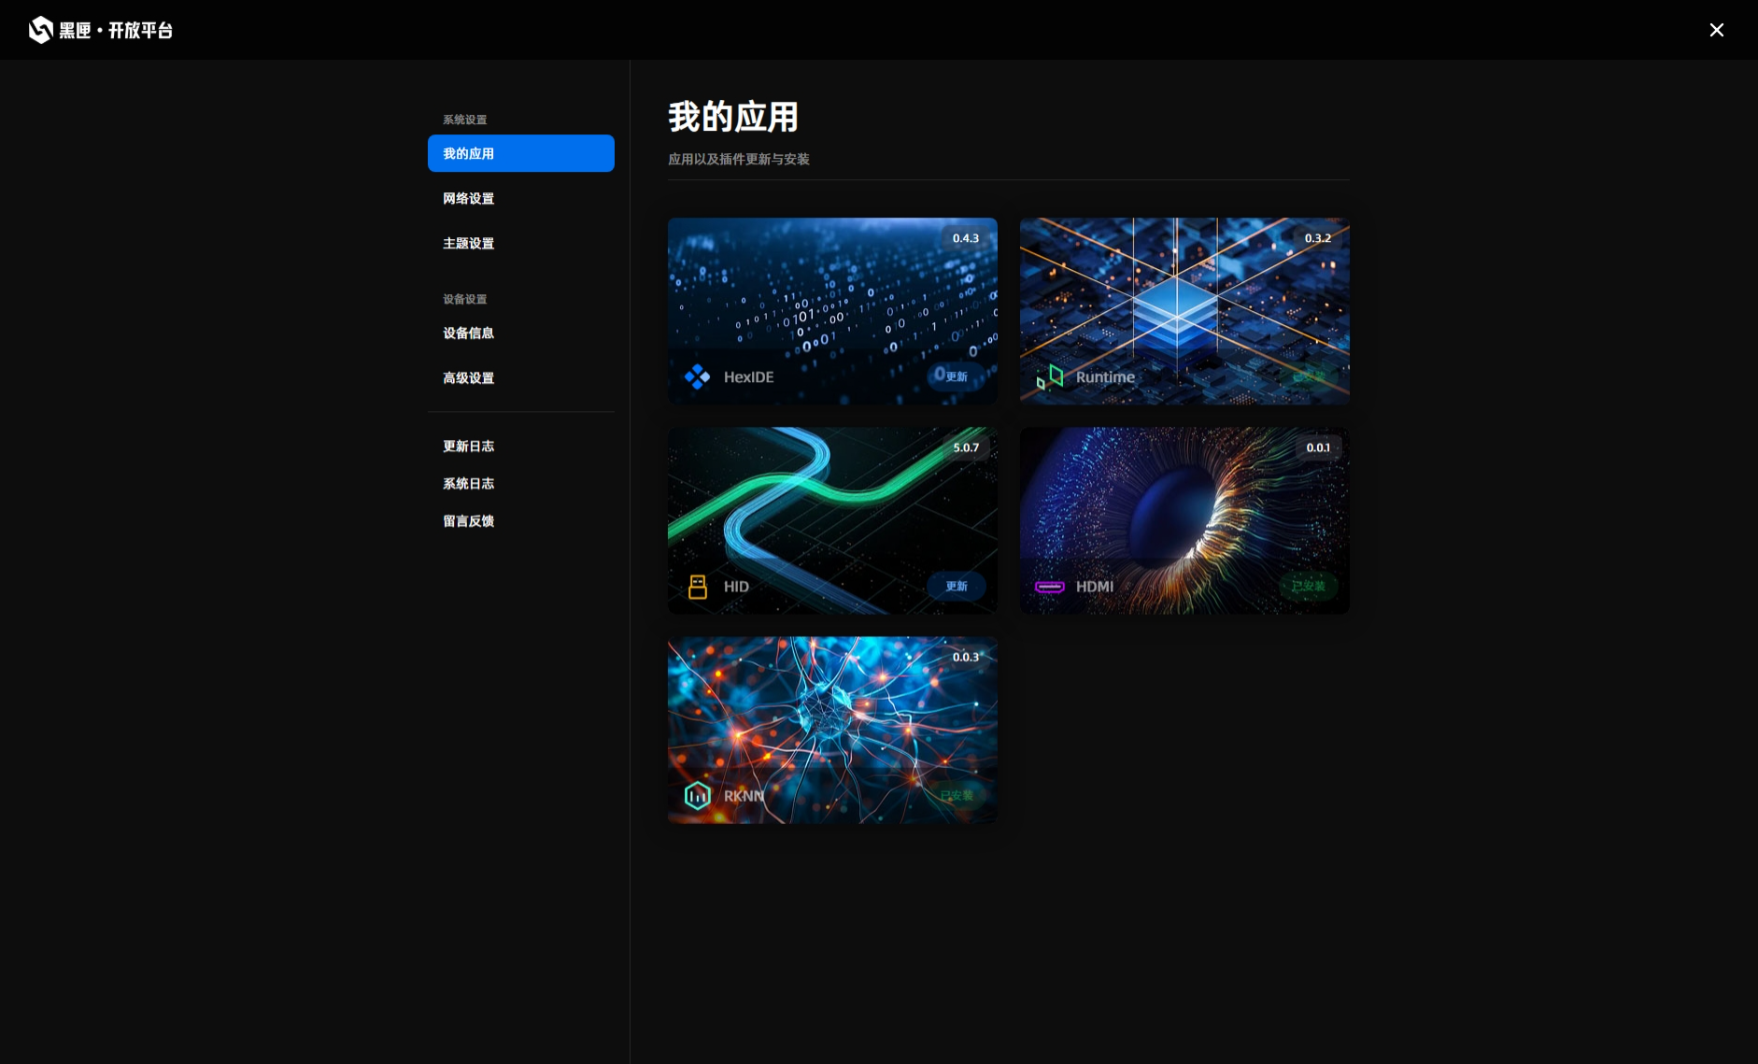 黑匣·开放平台
系统设置
我的应用
网络设置
主题设置
设备设置
设备信息
高级设置
更新日志
系统日志
留言反馈
我的应用
应用以及插件更新与安装
0.4.3
HexIDE
更新
0.3.2
Runtime
已安装
5.0.7
HID
更新
0.0.1
HDMI
已安装
0.0.3
RKNN
已安装